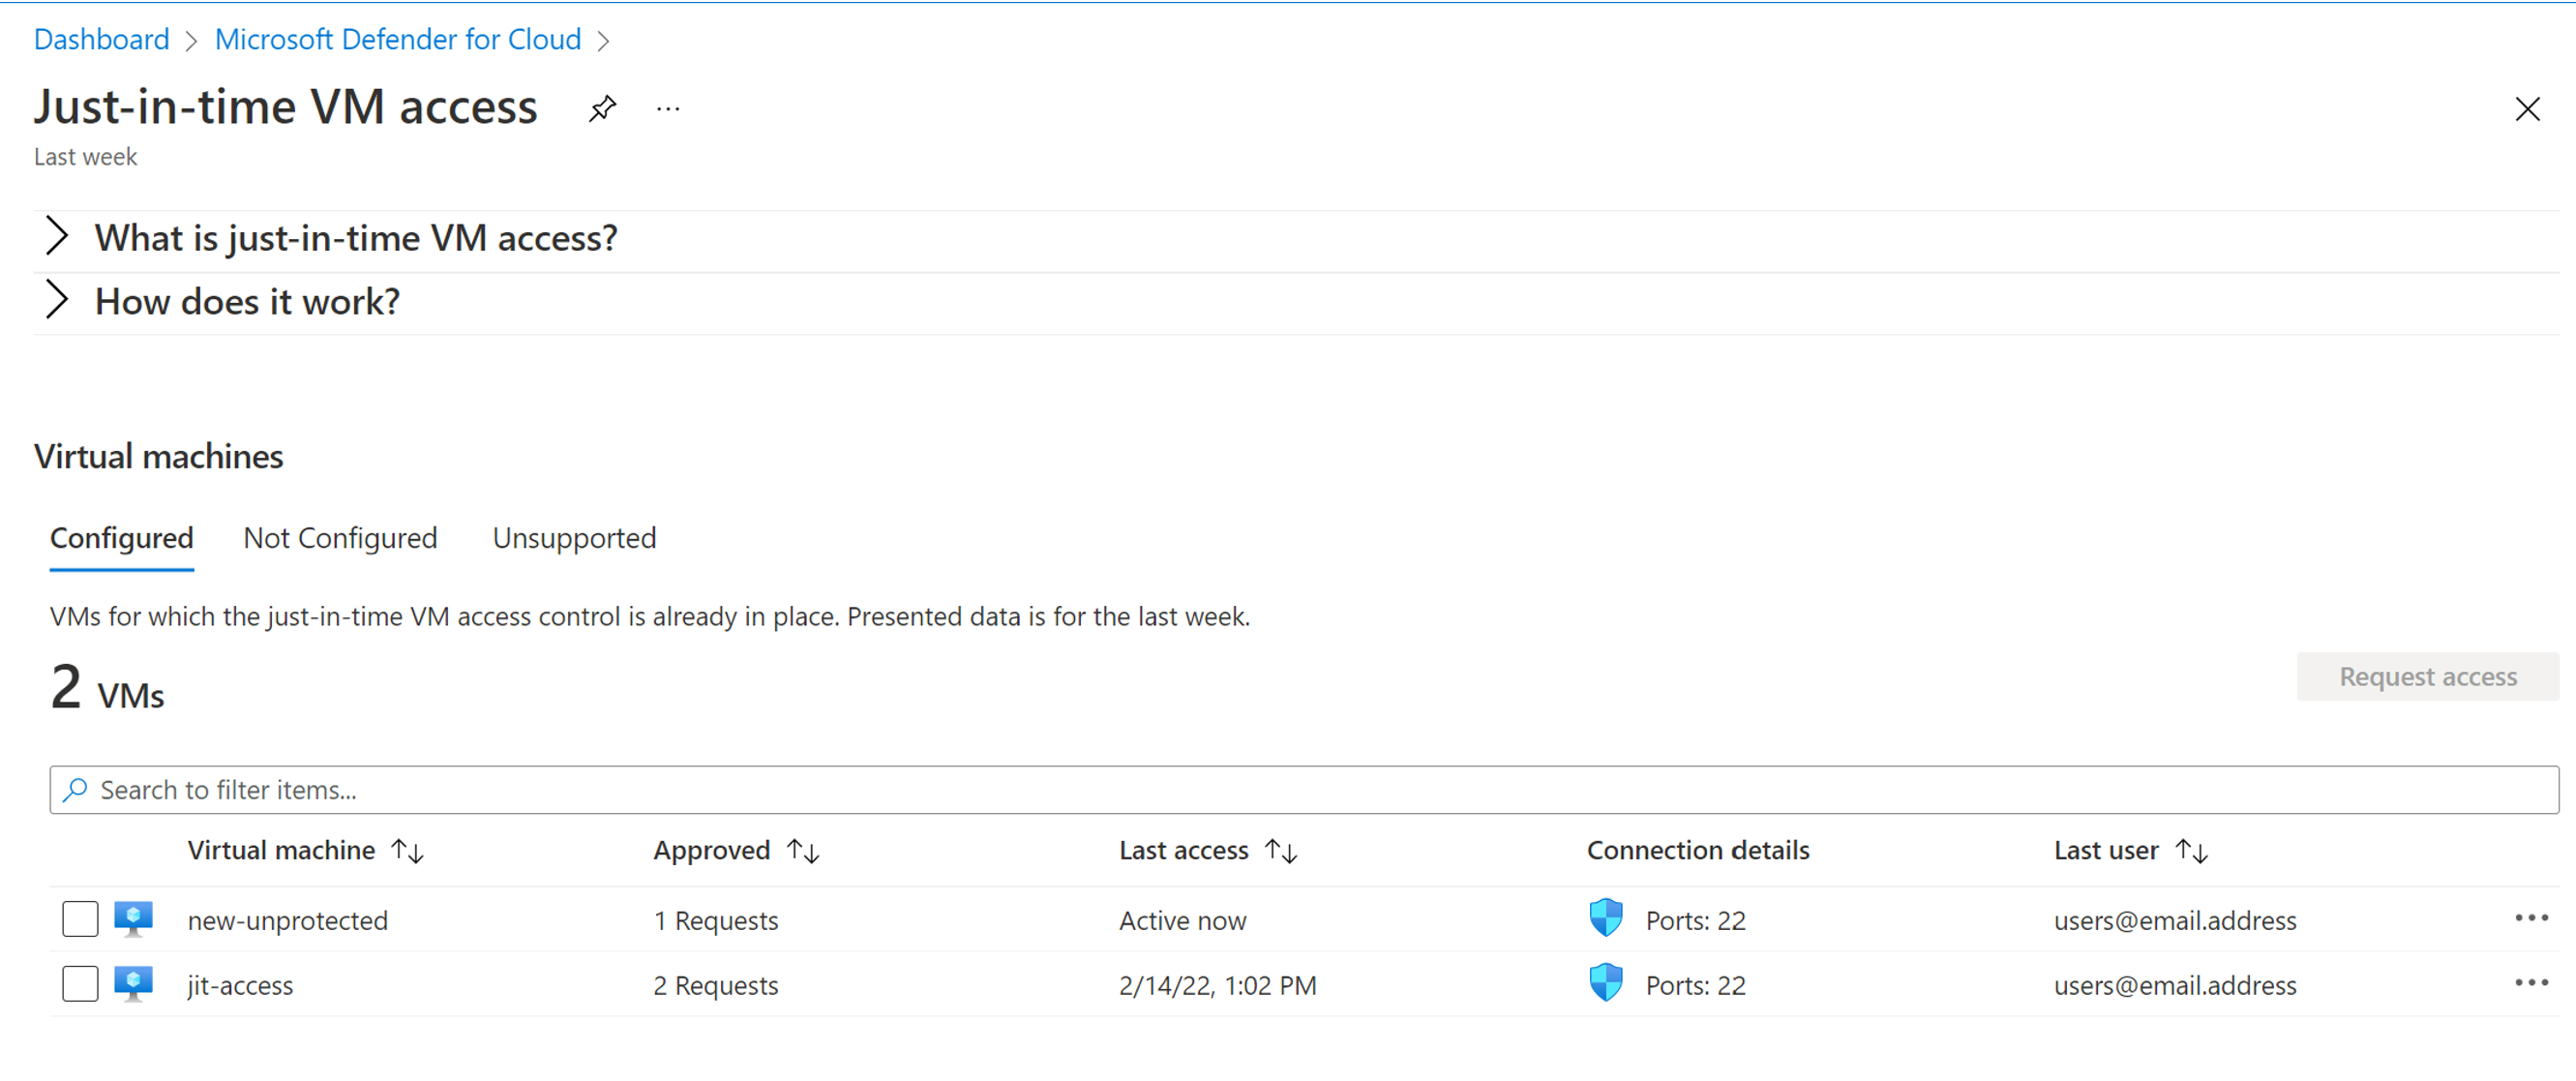 Dashboard > Microsoft Defender for Cloud >
Just-in-time VM access ...
Last week
What is just-in-time VM access?
How does it work?
Virtual machines
Configured Not Configured Unsupported
VMs for which the just-in-time VM access control is already in place. Presented data is for the last week.
2 VMs Request access
Search to filter items...
Virtual machine ↑↓ Approved ↑↓ Last access ↑↓ Connection details Last user ↑↓
new-unprotected 1 Requests Active now Ports: 22 users@email.address ...
jit-access 2 Requests 2/14/22, 1:02 PM Ports: 22 users@email.address ...